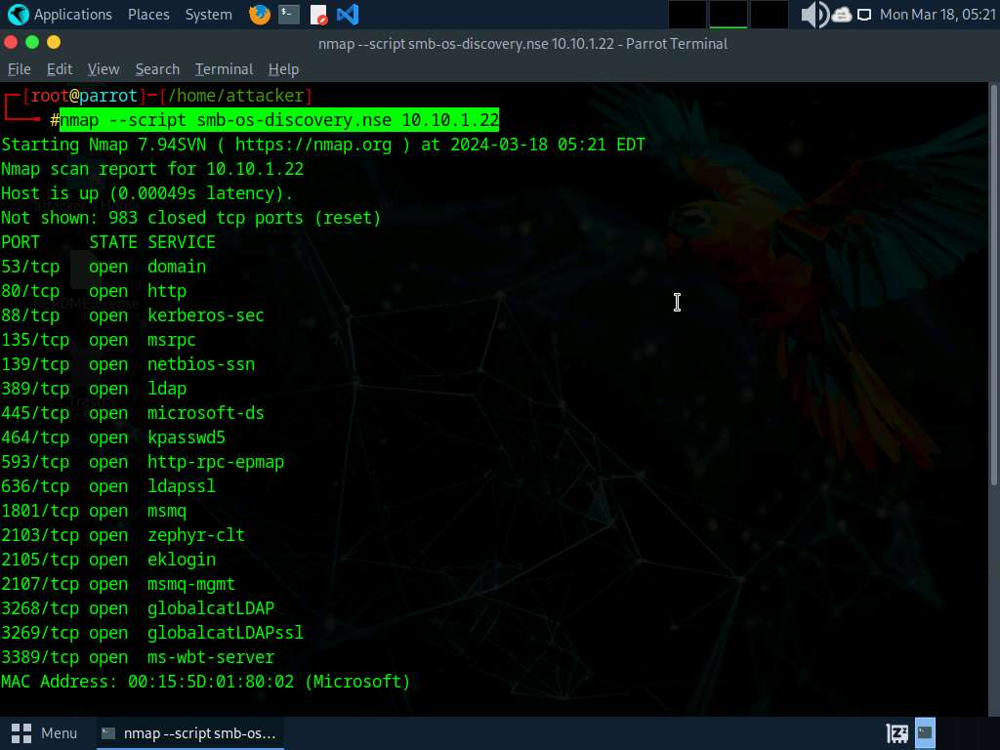 Applications Places System Mon Mar 18, 05:21
nmap --script smb-os-discovery.nse 10.10.1.22 - Parrot Terminal
File Edit View Search Terminal Help
┌─[root@parrot]─[/home/attacker]
└──╼ #nmap --script smb-os-discovery.nse 10.10.1.22
Starting Nmap 7.94SVN ( https://nmap.org ) at 2024-03-18 05:21 EDT
Nmap scan report for 10.10.1.22
Host is up (0.00049s latency).
Not shown: 983 closed tcp ports (reset)
PORT     STATE SERVICE
53/tcp   open  domain
80/tcp   open  http
88/tcp   open  kerberos-sec
135/tcp  open  msrpc
139/tcp  open  netbios-ssn
389/tcp  open  ldap
445/tcp  open  microsoft-ds
464/tcp  open  kpasswd5
593/tcp  open  http-rpc-epmap
636/tcp  open  ldapssl
1801/tcp open  msmq
2103/tcp open  zephyr-clt
2105/tcp open  eklogin
2107/tcp open  msmq-mgmt
3268/tcp open  globalcatLDAP
3269/tcp open  globalcatLDAPssl
3389/tcp open  ms-wbt-server
MAC Address: 00:15:5D:01:80:02 (Microsoft)
Menu nmap --script smb-os...